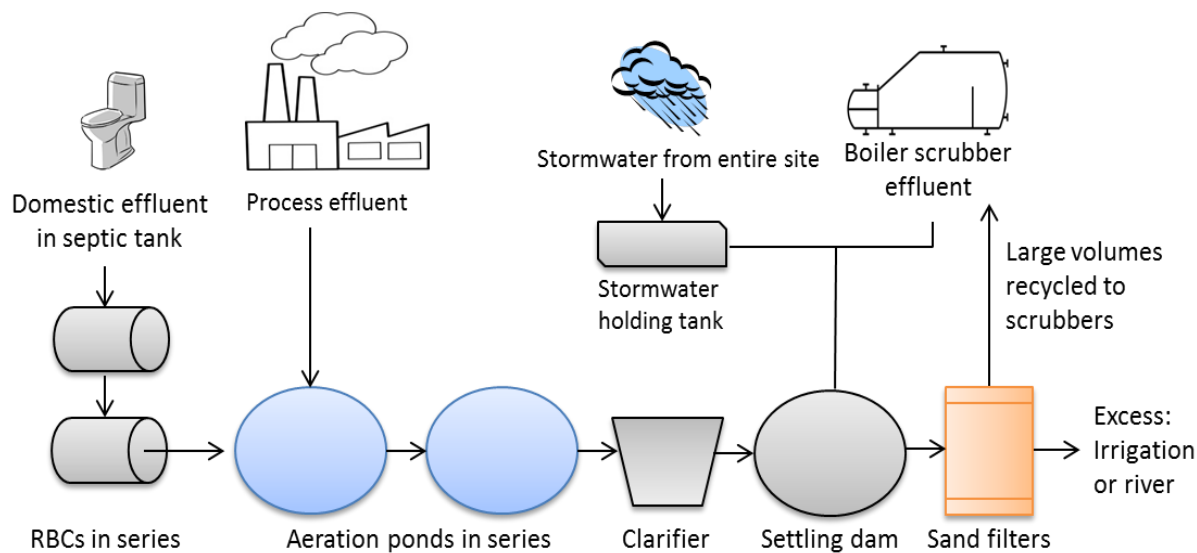 Domestic effluent
in septic tank
Process effluent
Stormwater from entire site
Boiler scrubber
effluent
Stormwater
holding tank
Large volumes
recycled to
scrubbers
Excess:
Irrigation
or river
RBCs in series
Aeration ponds in series
Clarifier
Settling dam
Sand filters